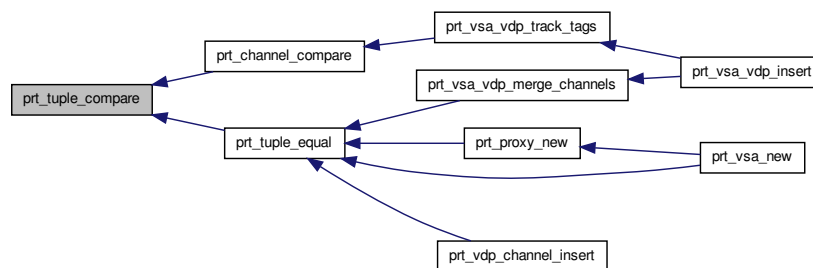 prt_vsa_vdp_track_tags
prt_channel_compare
prt_vsa_vdp_insert
prt_vsa_vdp_merge_channels
prt_tuple_compare
prt_tuple_equal
prt_proxy_new
prt_vsa_new
prt_vdp_channel_insert